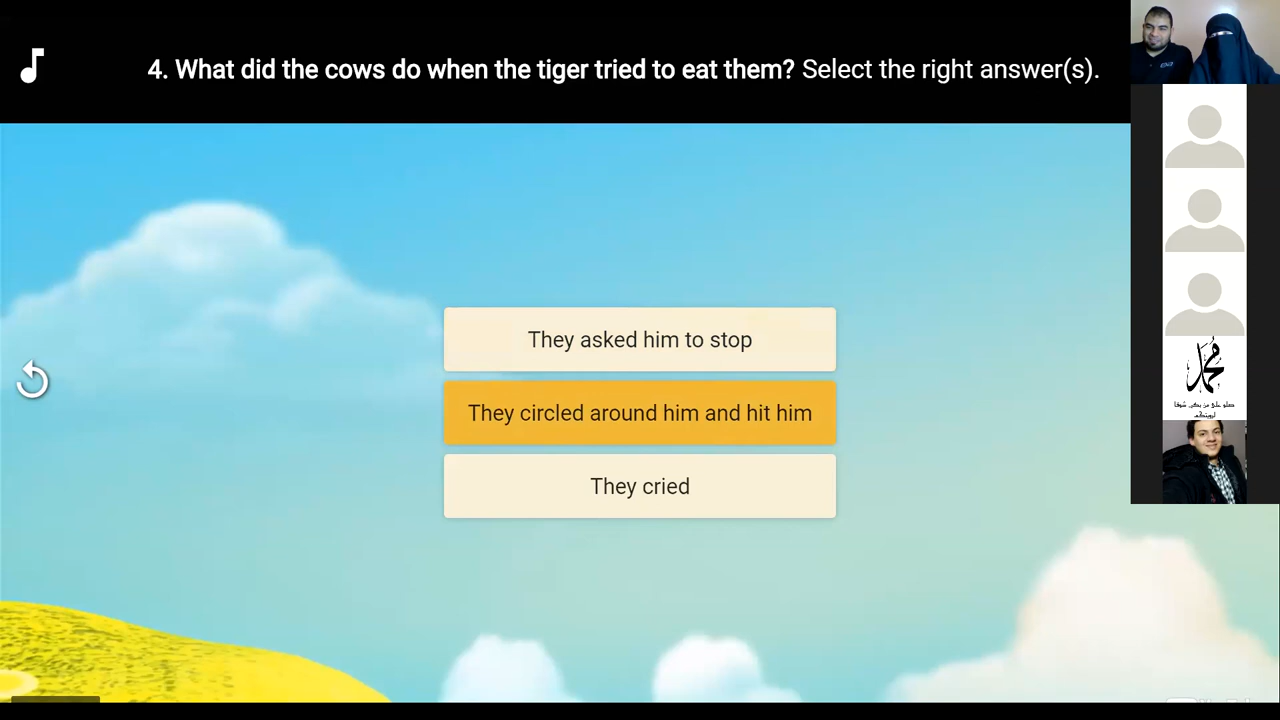 4. What did the cows do when the tiger tried to eat them? Select the right answer(s).
They asked him to stop
They circled around him and hit him
They cried
محمد